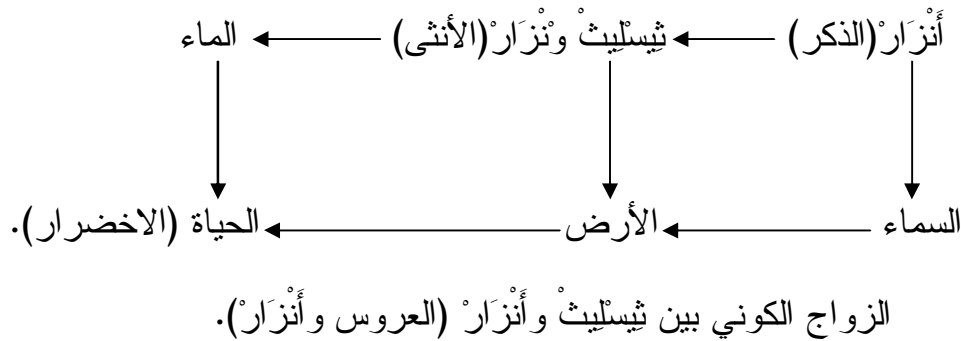 أَنْزَارْ(الذكر) ثِيسْلِيثْ وَنْزَارْ(الأنثى) الماء
السماء الأرض الحياة (الاخضرار).
الزواج الكوني بين ثِيسْلِيثْ وأَنْزَارْ (العروس وأَنْزَارْ).